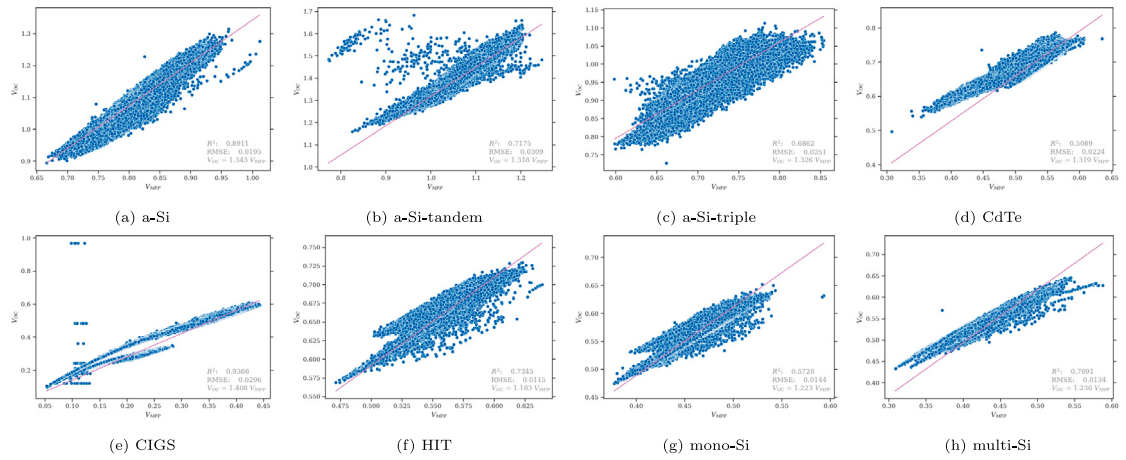 1.3
1.2
1.1
1.0
0.9
V_OC
0.65 0.70 0.75 0.80 0.85 0.90 0.95 1.00
V_MPP
R²: 0.8911
RMSE: 0.0195
V_OC = 1.343 V_MPP
(a) a-Si
1.7
1.6
1.5
1.4
1.3
1.2
1.1
1.0
V_OC
0.8 0.9 1.0 1.1 1.2
V_MPP
R²: 0.7175
RMSE: 0.0309
V_OC = 1.318 V_MPP
(b) a-Si-tandem
1.10
1.05
1.00
0.95
0.90
0.85
0.80
0.75
V_OC
0.60 0.65 0.70 0.75 0.80 0.85
V_MPP
R²: 0.6862
RMSE: 0.0251
V_OC = 1.326 V_MPP
(c) a-Si-triple
0.8
0.7
0.6
0.5
0.4
V_OC
0.30 0.35 0.40 0.45 0.50 0.55 0.60 0.65
V_MPP
R²: 0.5089
RMSE: 0.0224
V_OC = 1.319 V_MPP
(d) CdTe
1.0
0.8
0.6
0.4
0.2
V_OC
0.05 0.10 0.15 0.20 0.25 0.30 0.35 0.40 0.45
V_MPP
R²: 0.9366
RMSE: 0.0296
V_OC = 1.408 V_MPP
(e) CIGS
0.750
0.725
0.700
0.675
0.650
0.625
0.600
0.575
0.550
V_OC
0.475 0.500 0.525 0.550 0.575 0.600 0.625
V_MPP
R²: 0.7345
RMSE: 0.0115
V_OC = 1.183 V_MPP
(f) HIT
0.70
0.65
0.60
0.55
0.50
0.45
V_OC
0.40 0.45 0.50 0.55 0.60
V_MPP
R²: 0.5720
RMSE: 0.0144
V_OC = 1.223 V_MPP
(g) mono-Si
0.70
0.65
0.60
0.55
0.50
0.45
0.40
V_OC
0.30 0.35 0.40 0.45 0.50 0.55 0.60
V_MPP
R²: 0.7691
RMSE: 0.0134
V_OC = 1.236 V_MPP
(h) multi-Si